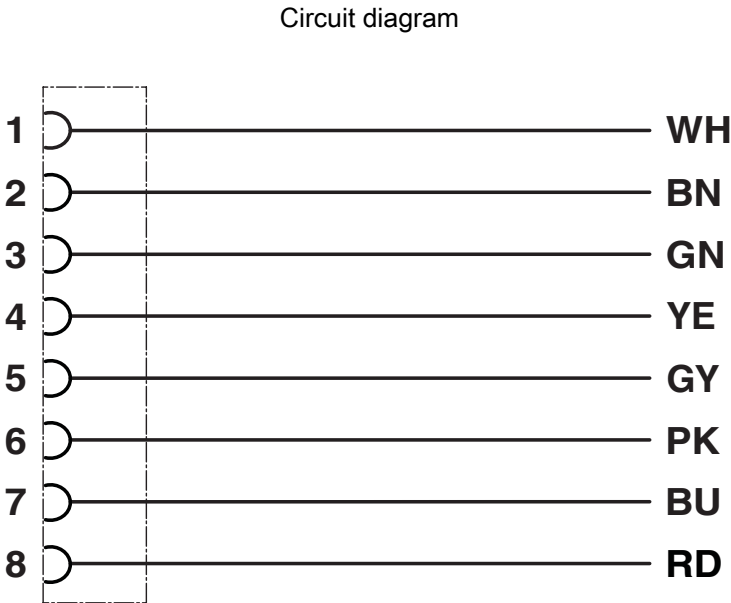 Circuit diagram
1 WH
2 BN
3 GN
4 YE
5 GY
6 PK
7 BU
8 RD